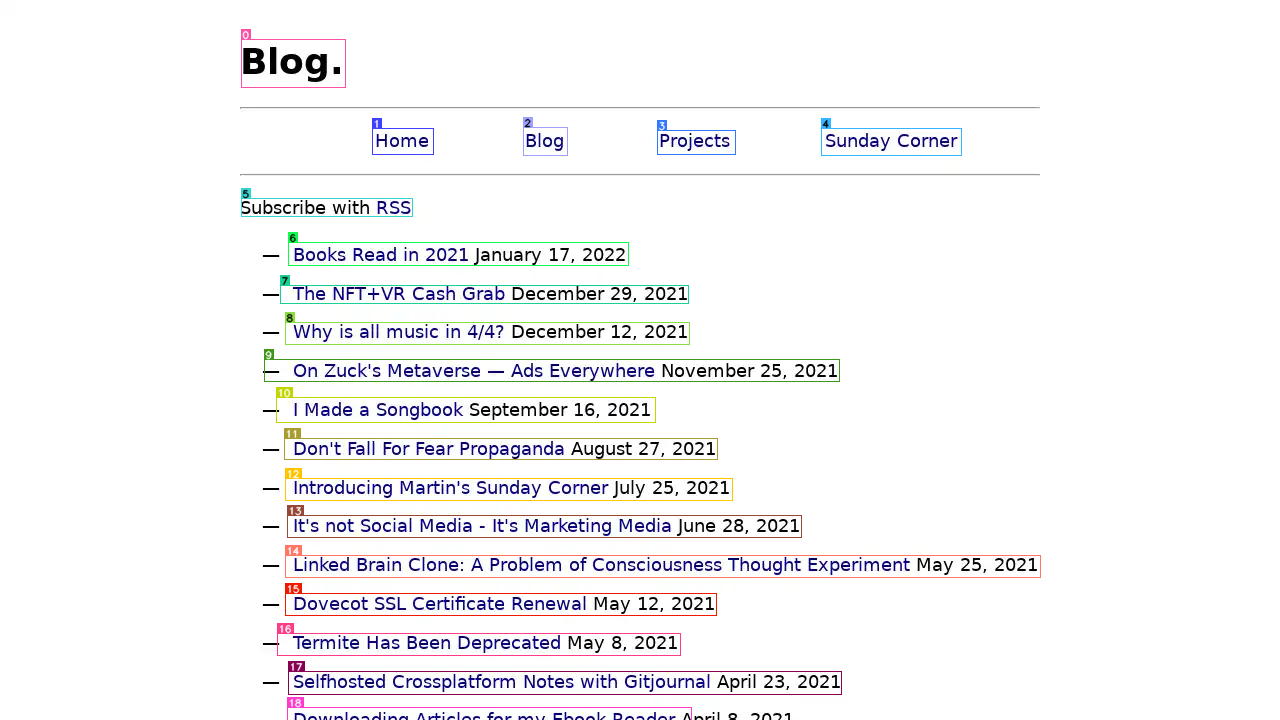 0
Blog.
1 2 3 4
Home Blog Projects Sunday Corner
5
Subscribe with RSS
6
— Books Read in 2021 January 17, 2022
7
— The NFT+VR Cash Grab December 29, 2021
8
— Why is all music in 4/4? December 12, 2021
9
— On Zuck's Metaverse — Ads Everywhere November 25, 2021
10
— I Made a Songbook September 16, 2021
11
— Don't Fall For Fear Propaganda August 27, 2021
12
— Introducing Martin's Sunday Corner July 25, 2021
13
— It's not Social Media - It's Marketing Media June 28, 2021
14
— Linked Brain Clone: A Problem of Consciousness Thought Experiment May 25, 2021
15
— Dovecot SSL Certificate Renewal May 12, 2021
16
— Termite Has Been Deprecated May 8, 2021
17
— Selfhosted Crossplatform Notes with Gitjournal April 23, 2021
18
Downloading Articles for my Ebook Reader April 8, 2021